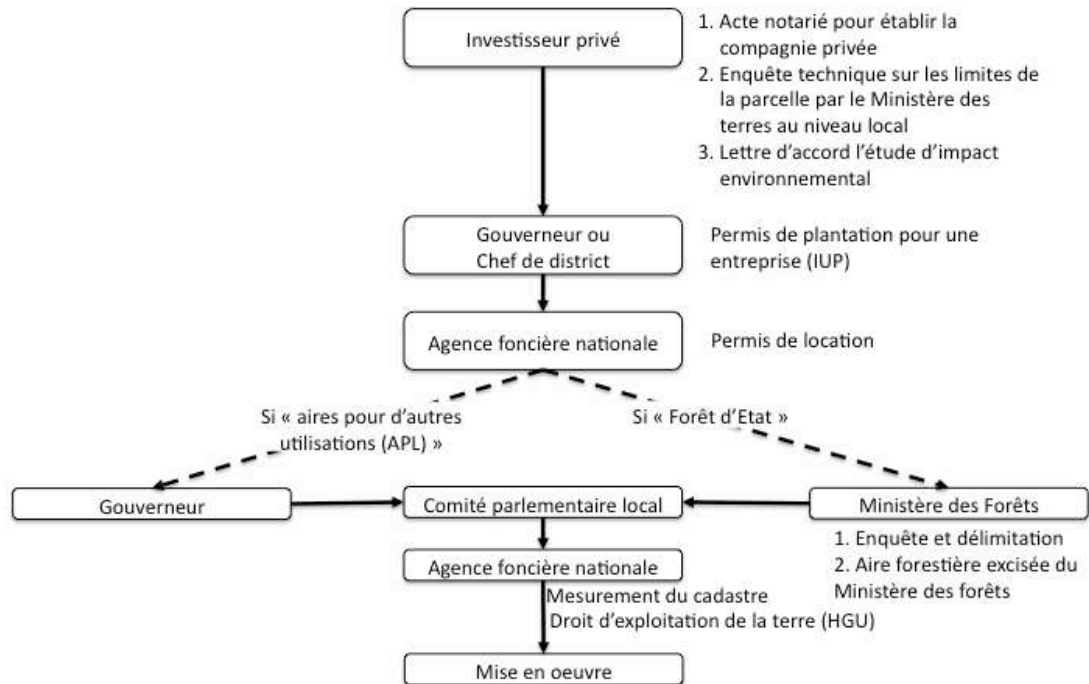 Investisseur privé
1. Acte notarié pour établir la
compagnie privée
2. Enquête technique sur les limites de
la parcelle par le Ministère des
terres au niveau local
3. Lettre d'accord l'étude d'impact
environnemental
Gouverneur ou
Chef de district
Permis de plantation pour une
entreprise (IUP)
Agence foncière nationale
Permis de location
Si « aires pour d'autres
utilisations (APL) »
Si « Forêt d'Etat »
Gouverneur
Comité parlementaire local
Ministère des Forêts
1. Enquête et délimitation
2. Aire forestière excisée du
Ministère des forêts
Agence foncière nationale
Mesurement du cadastre
Droit d'exploitation de la terre (HGU)
Mise en oeuvre